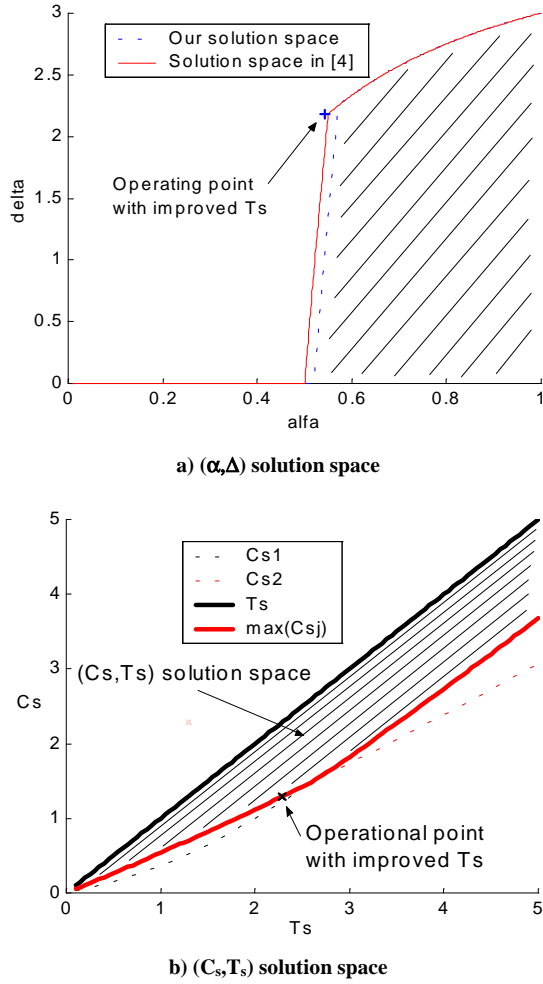 3
2.5
2
1.5
1
0.5
0
delta
Our solution space
Solution space in [4]
Operating point
with improved Ts
0 0.2 0.4 0.6 0.8 1
alfa
a) (α,Δ) solution space
5
4
3
2
1
0
Cs
Cs1
Cs2
Ts
max(Csj)
(Cs,Ts) solution space
Operational point
with improved Ts
0 1 2 3 4 5
Ts
b) (Cs,Ts) solution space